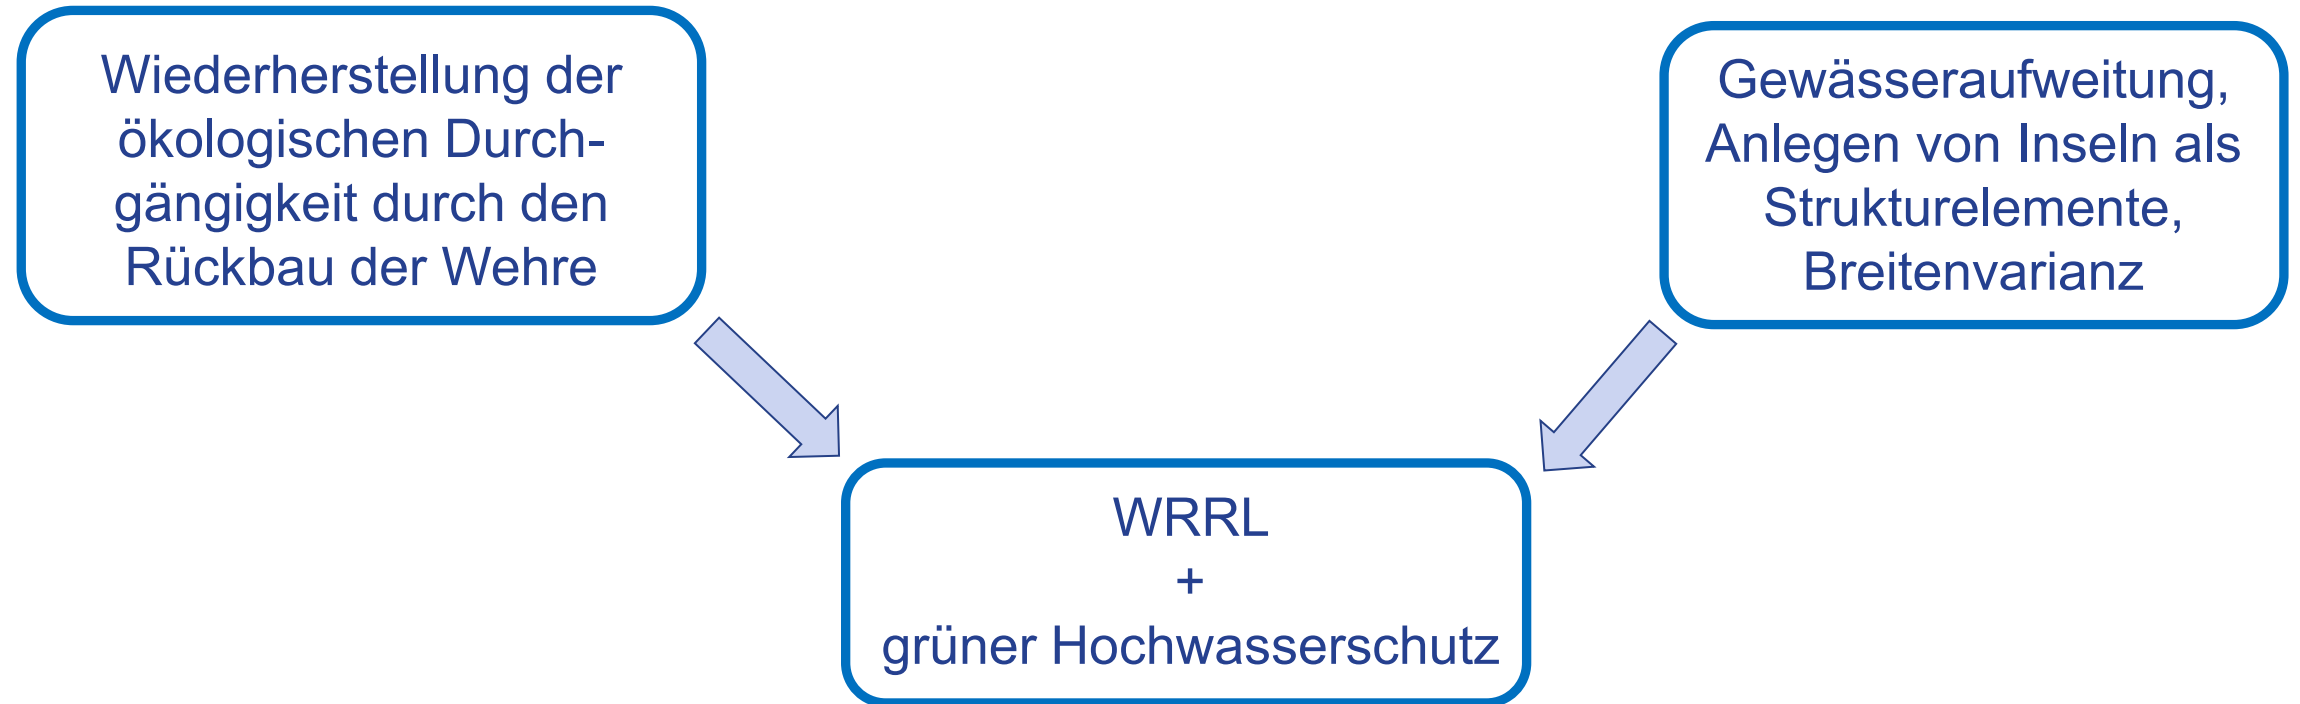 Wiederherstellung der
ökologischen Durch-
gängigkeit durch den
Rückbau der Wehre
Gewässeraufweitung,
Anlegen von Inseln als
Strukturelemente,
Breitenvarianz
WRRL
+
grüner Hochwasserschutz